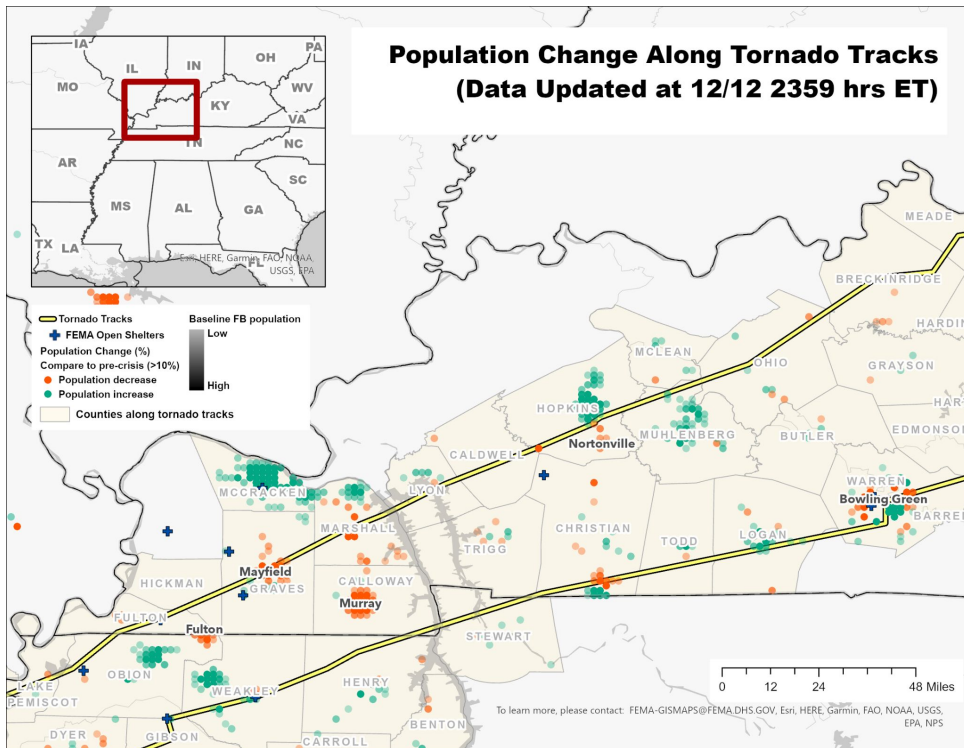 Population Change Along Tornado Tracks
(Data Updated at 12/12 2359 hrs ET)
IA
PA
OH
IN
IL
MO
WV
KY
VA
TN
NC
AR
SC
MS
AL
GA
TX
LA
FL
Esri, HERE, Garmin, FAO, NOAA,
USGS, EPA
Tornado Tracks
FEMA Open Shelters
Population Change (%)
Compare to pre-crisis (>10%)
Population decrease
Population increase
Counties along tornado tracks
Baseline FB population
Low
High
MEADE
BRECKINRIDGE
HARDIN
MCLEAN
OHIO
GRAYSON
HAR
HOPKINS
EDMONSON
Nortonville
MUHLENBERG
BUTLER
CALDWELL
WARREN
LYON
MCCRACKEN
Bowling Green
BARREN
MARSHALL
CHRISTIAN
LOGAN
TODD
TRIGG
Mayfield
HICKMAN
GRAVES
CALLOWAY
Murray
FULTON
Fulton
STEWART
OBION
LAKE
WEAKLEY
HENRY
PEMISCOT
BENTON
DYER
GIBSON
CARROLL
0 12 24 48 Miles
To learn more, please contact: FEMA-GISMAPS@FEMA.DHS.GOV, Esri, HERE, Garmin, FAO, NOAA, USGS,
EPA, NPS